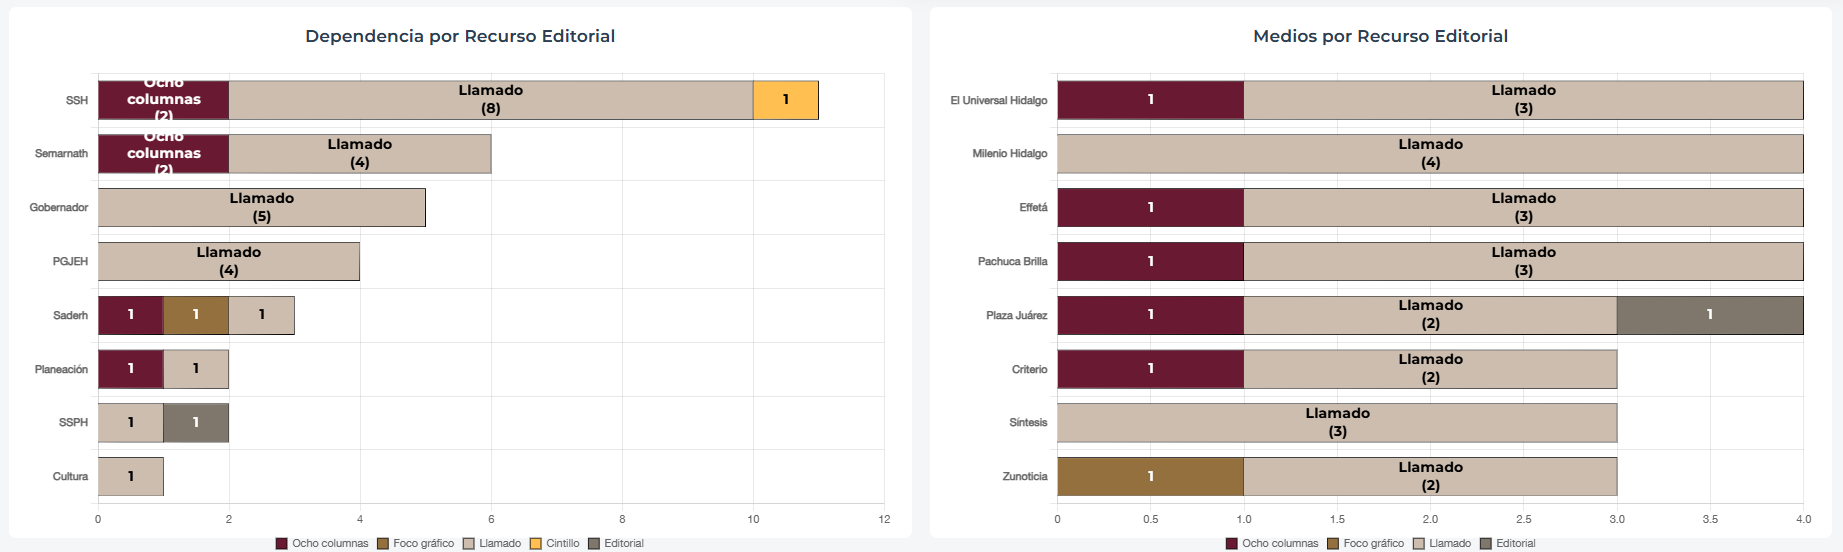 Dependencia por Recurso Editorial
SSH
Ocho
columnas
(2)
Llamado
(8)
1
Semarnath
Ocho
columnas
(2)
Llamado
(4)
Gobernador
Llamado
(5)
PGJEH
Llamado
(4)
Saderh
1
1
1
Planeación
1
1
SSPH
1
1
Cultura
1
0 2 4 6 8 10 12
Ocho columnas Foco gráfico Llamado Cintillo Editorial
Medios por Recurso Editorial
El Universal Hidalgo
1
Llamado
(3)
Milenio Hidalgo
Llamado
(4)
Effetá
1
Llamado
(3)
Pachuca Brilla
1
Llamado
(3)
Plaza Juárez
1
Llamado
(2)
1
Criterio
1
Llamado
(2)
Síntesis
Llamado
(3)
Zunoticia
1
Llamado
(2)
0 0.5 1.0 1.5 2.0 2.5 3.0 3.5 4.0
Ocho columnas Foco gráfico Llamado Editorial